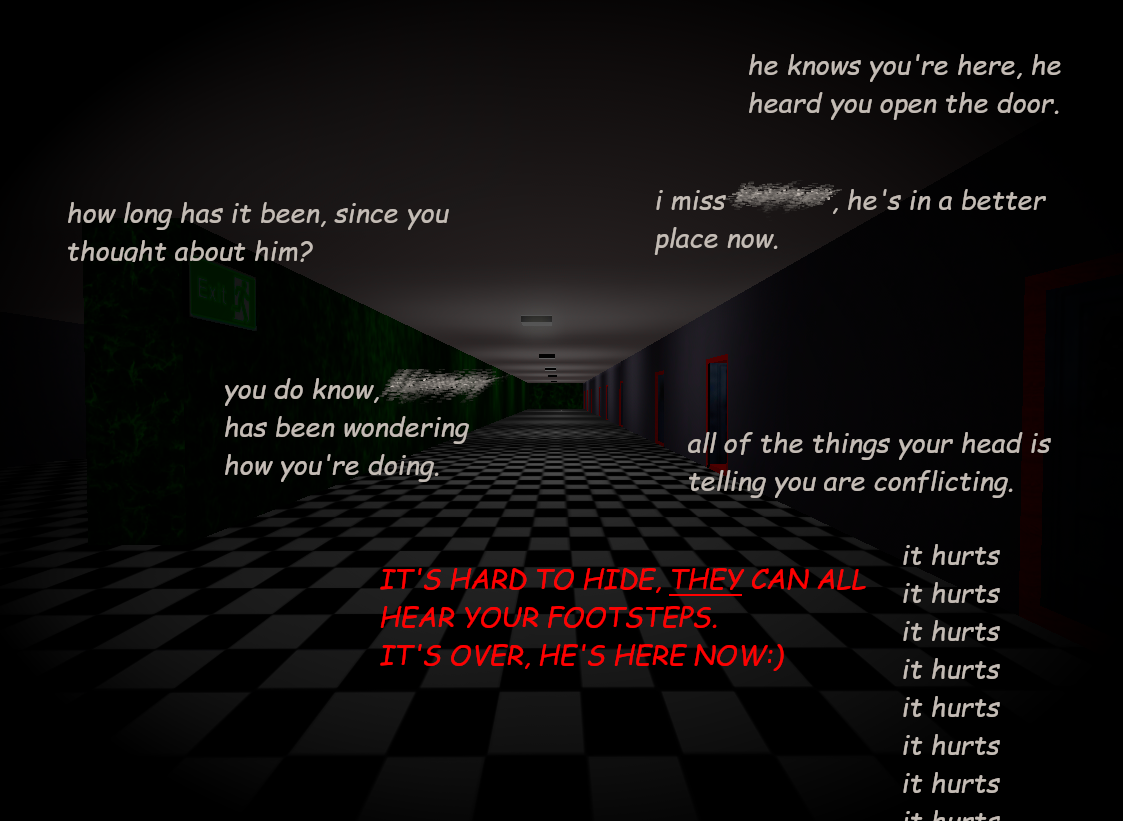 he knows you're here, he
heard you open the door.
how long has it been, since you
thought about him?
i miss , he's in a better
place now.
Exit
you do know,
has been wondering
how you're doing.
all of the things your head is
telling you are conflicting.
IT'S HARD TO HIDE, THEY CAN ALL
HEAR YOUR FOOTSTEPS.
IT'S OVER, HE'S HERE NOW:)
it hurts
it hurts
it hurts
it hurts
it hurts
it hurts
it hurts
it hurts